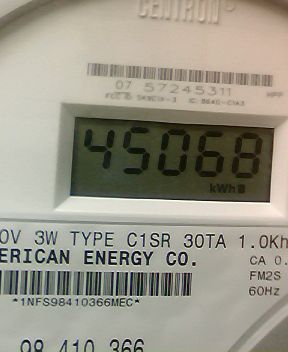 CENTRON®
07 57245311
45068
kWh
0V 3W TYPE C1SR 30TA 1.0Kh
ERICAN ENERGY CO.
CA 0.
FM2S
60Hz
*1NFS98410366MEC*
98 410 366